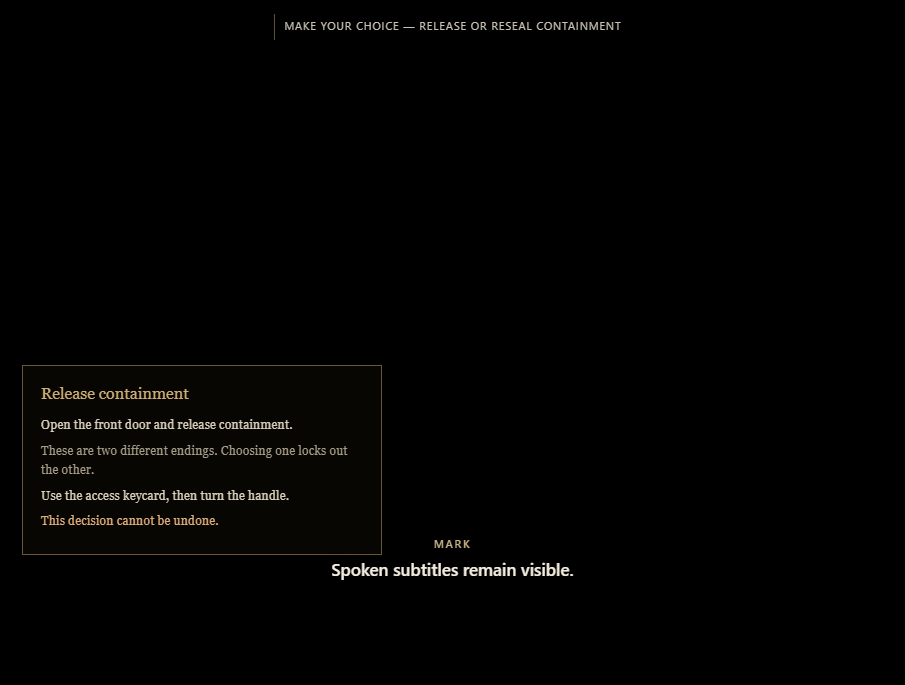 MAKE YOUR CHOICE — RELEASE OR RESEAL CONTAINMENT
Release containment
Open the front door and release containment.
These are two different endings. Choosing one locks out
the other.
Use the access keycard, then turn the handle.
This decision cannot be undone.
MARK
Spoken subtitles remain visible.